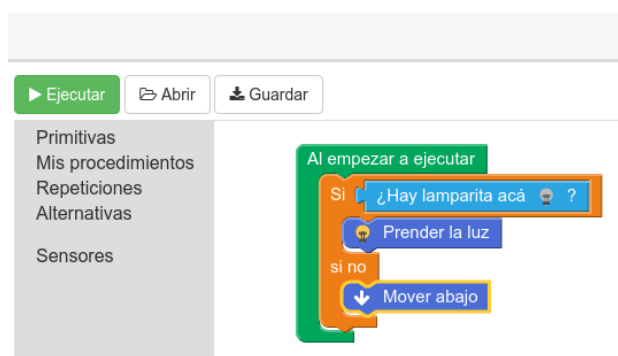 Ejecutar Abrir Guardar
Primitivas
Mis procedimientos
Repeticiones
Alternativas
Sensores
Al empezar a ejecutar
Si ¿Hay lamparita acá ?
Prender la luz
si no
Mover abajo